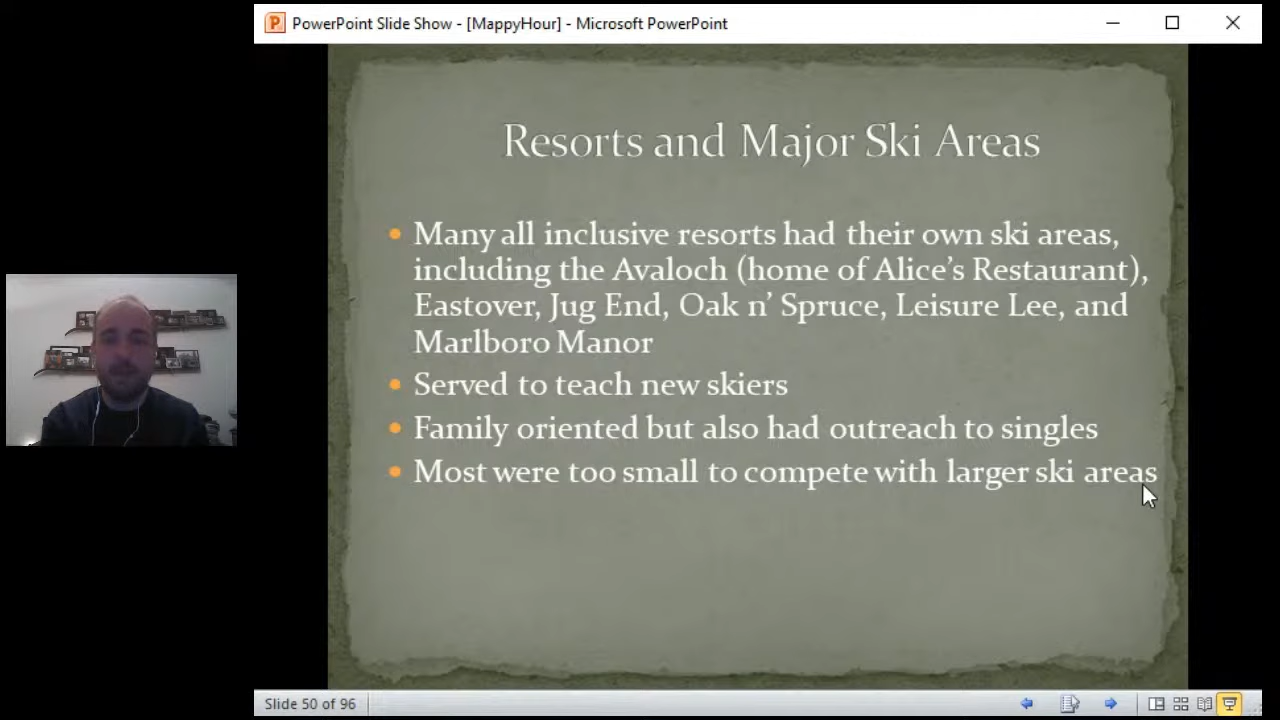 PowerPoint Slide Show - [MappyHour] - Microsoft PowerPoint
Resorts and Major Ski Areas
• Many all inclusive resorts had their own ski areas,
including the Avaloch (home of Alice’s Restaurant),
Eastover, Jug End, Oak n’ Spruce, Leisure Lee, and
Marlboro Manor
• Served to teach new skiers
• Family oriented but also had outreach to singles
• Most were too small to compete with larger ski areas
Slide 50 of 96